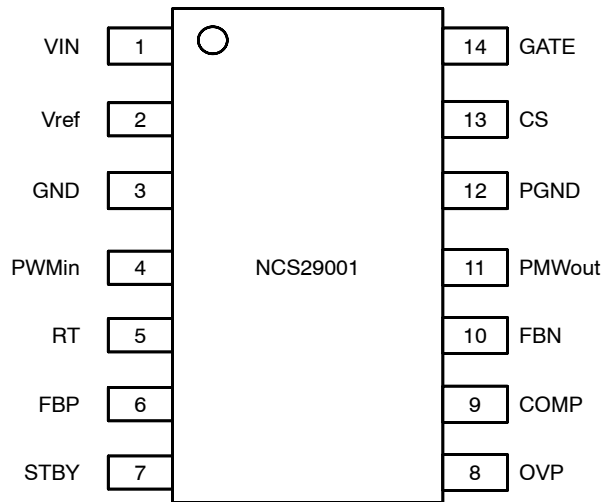 VIN 1 14 GATE
Vref 2 13 CS
GND 3 12 PGND
PWMin 4 NCS29001 11 PMWout
RT 5 10 FBN
FBP 6 9 COMP
STBY 7 8 OVP